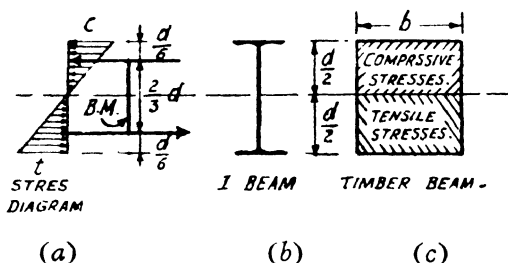 c
d/6
2/3 d
B.M.
t
d/6
STRES
DIAGRAM
d/2
d/2
I BEAM
b
COMPRSSIVE
STRESSES.
TENSILE
STRESSES.
TIMBER BEAM.
(a)
(b)
(c)